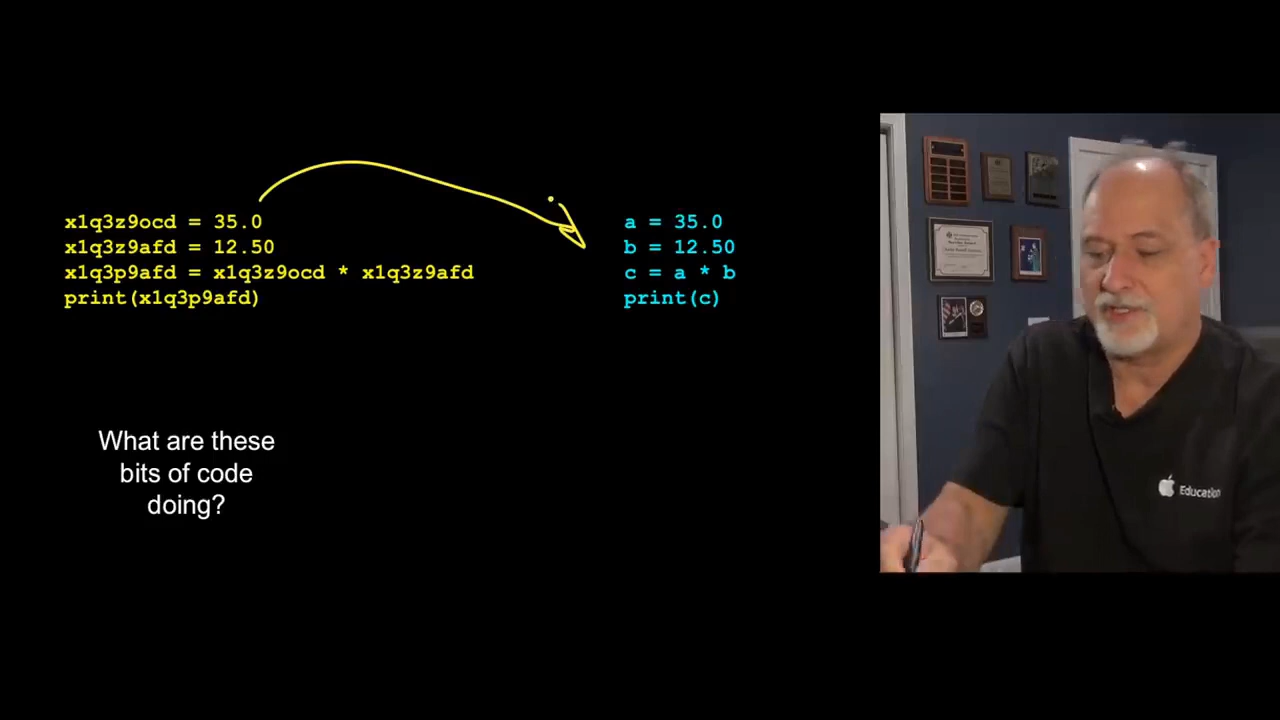 x1q3z9ocd = 35.0
x1q3z9afd = 12.50
x1q3p9afd = x1q3z9ocd * x1q3z9afd
print(x1q3p9afd)
a = 35.0
b = 12.50
c = a * b
print(c)
What are these
bits of code
doing?
Education